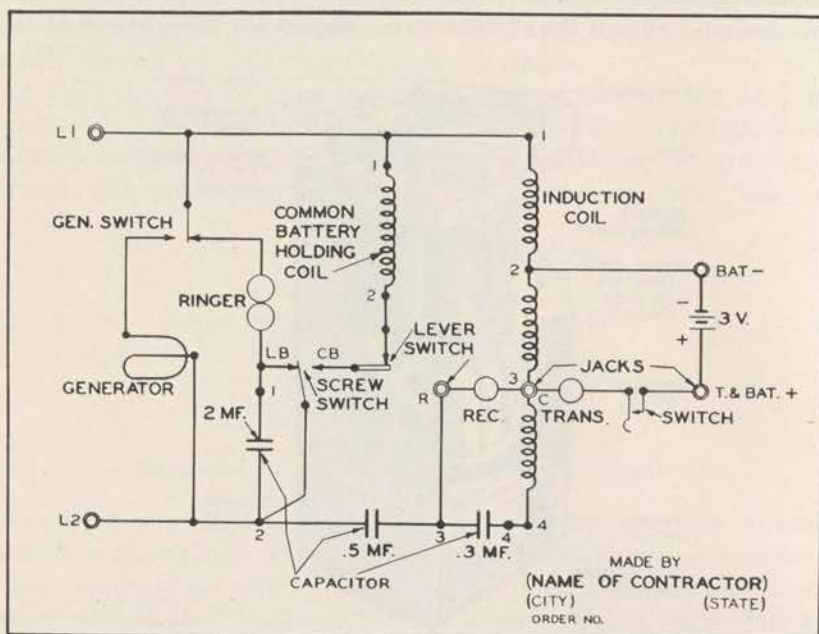 L1
1
1
GEN. SWITCH
COMMON
BATTERY
HOLDING
COIL
INDUCTION
COIL
2
BAT -
RINGER
2
-
3 V.
+
LB
CB
LEVER
SWITCH
JACKS
GENERATOR
1
SCREW
SWITCH
R
REC.
3
C
TRANS.
T. & BAT. +
SWITCH
2 MF.
L2
2
.5 MF.
3
.3 MF.
4
4
CAPACITOR
MADE BY
(NAME OF CONTRACTOR)
(CITY) (STATE)
ORDER NO.